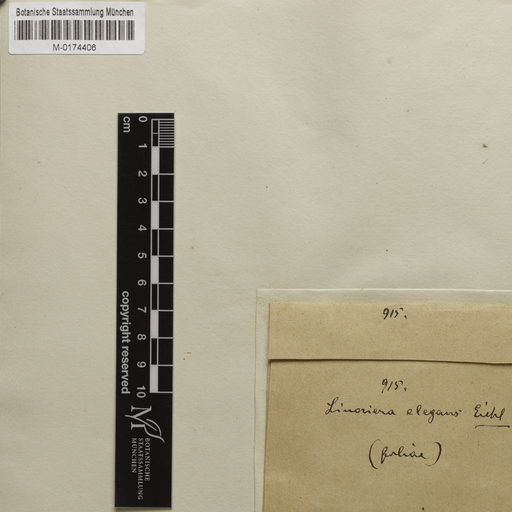 Botanische Staatssammlung München
M-0174406
cm
0
1
2
3
4
5
6
7
8
9
10
copyright reserved
BOTANISCHE
STAATSSAMMLUNG
MÜNCHEN
915.
915.
Linociera elegans Eichl
(foliae)